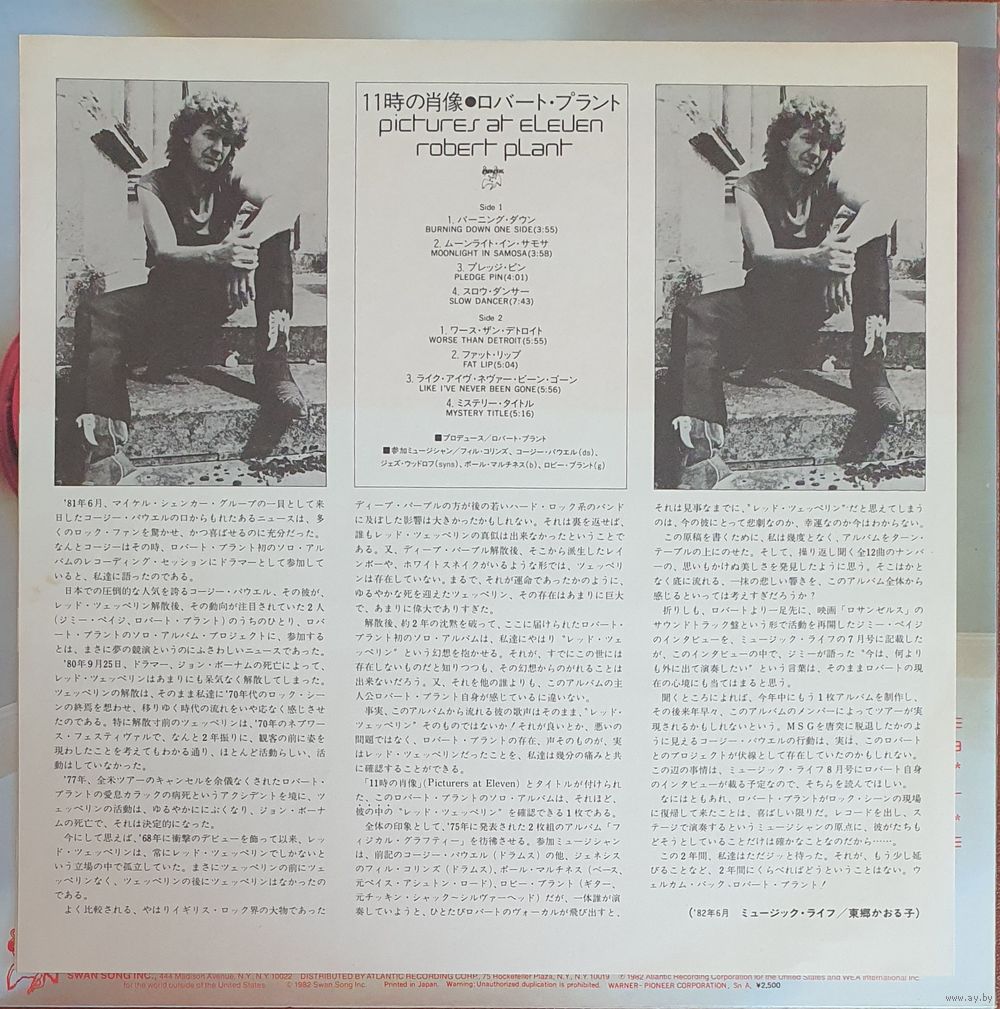 11時の肖像●ロバート・プラント
pictures at eleven
robert plant
Side 1
1. バーニング・ダウン
BURNING DOWN ONE SIDE(3:55)
2. ムーンライト・イン・サモサ
MOONLIGHT IN SAMOSA(3:58)
3. プレッジ・ピン
PLEDGE PIN(4:01)
4. スロウ・ダンサー
SLOW DANCER(7:43)
Side 2
1. ワース・ザン・デトロイト
WORSE THAN DETROIT(5:55)
2. ファット・リップ
FAT LIP(5:04)
3. ライク・アイヴ・ネヴァー・ビーン・ゴーン
LIKE I'VE NEVER BEEN GONE(5:56)
4. ミステリー・タイトル
MYSTERY TITLE(5:16)
■プロデュース/ロバート・プラント
■参加ミュージシャン/フィル・コリンズ、コージー・パウエル(ds)、
ジェズ・ウッドロフ(syns)、ポール・マルチネス(b)、ロビー・ブラント(g)
'81年6月、マイケル・シェンカー・グループの一員として来
日したコージー・パウエルの口からもれたあるニュースは、多
くのロック・ファンを驚かせ、かつ喜ばせるのに充分だった。
なんとコージーはその時、ロバート・プラント初のソロ・アル
バムのレコーディング・セッションにドラマーとして参加して
いると、私達に語ったのである。
日本での圧倒的な人気を誇るコージー・パウエル、その彼が、
レッド・ツェッペリン解散後、その動向が注目されていた2人
(ジミー・ペイジ、ロバート・プラント)のうちのひとり、ロバ
ート・プラントのソロ・アルバム・プロジェクトに、参加すると
は、まさに夢の競演というのにふさわしいニュースであった。
'80年9月25日、ドラマー、ジョン・ボーナムの死亡によって、
レッド・ツェッペリンはあまりにも呆気なく解散してしまった。
ツェッペリンの解散は、そのまま私達に'70年代のロック・シー
ンの終焉を想わせ、移りゆく時代の流れをいや応なく感じさせ
たのである。特に解散寸前のツェッペリンは、'70年のネブワー
ス・フェスティヴァルで、なんと2年振りに、観客の前に姿を
現わしたことを考えてもわかる通り、ほとんど活動らしい、活
動はしていなかった。
'77年、全米ツアーのキャンセルを余儀なくされたロバート・
プラントの愛息カラックの病死というアクシデントを境に、ツ
ェッペリンの活動は、ゆるやかににぶくなり、ジョン・ボーナ
ムの死亡で、それは決定的になった。
今にして思えば、'68年に衝撃のデビューを飾って以来、レッ
ド・ツェッペリンは、常にレッド・ツェッペリンでしかないと
いう立場の中で孤立していた。まさにツェッペリンの前にツェ
ッペリンなく、ツェッペリンの後にツェッペリンはなかったの
である。
よく比較される、やはりイギリス・ロック界の大物であった
ディープ・パープルの方が後の若いハード・ロック系のバンド
に及ぼした影響は大きかったかもしれない。それは裏を返せば、
誰もレッド・ツェッペリンの真似は出来なかったということで
ある。又、ディープ・パープル解散後、そこから派生したレイ
ンボーや、ホワイトスネイクがいるような形では、ツェッペリ
ンは存在していない。まるで、それが運命であったかのように、
ゆるやかな死を迎えたツェッペリン、その存在はあまりに巨大
で、あまりに偉大でありすぎた。
解散後、約2年の沈黙を破って、ここに届けられたロバート・
プラント初のソロ・アルバムは、私達にやはり"レッド・ツェ
ッペリン"という幻想を抱かせる。それが、すでにこの世には
存在しないものだと知りつつも、その幻想からのがれることは
出来ないだろう。又、それを他の誰よりも、このアルバムの主
人公ロバート・プラント自身が感じているに違いない。
事実、このアルバムから流れる彼の歌声はそのまま、"レッド・
ツェッペリン"そのものではないか!それが良いとか、悪いの
問題ではなく、ロバート・プラントの存在、声そのものが、実
はレッド・ツェッペリンだったことを、私達は幾分の痛みと共
に確認することができる。
「11時の肖像」(Picturers at Eleven)とタイトルが付けられ
た、このロバート・プラントのソロ・アルバムは、それほど、
彼の中の"レッド・ツェッペリン"を確認できる1枚である。
全体の印象として、'75年に発表された2枚組のアルバム「フ
ィジカル・グラフティー」を彷彿させる。参加ミュージシャン
は、前記のコージー・パウエル(ドラムス)の他、ジェネシス
のフィル・コリンズ(ドラムス)、ポール・マルチネス(ベース、
元ペイス・アシュトン・ロード)、ロビー・ブラント(ギター、
元チッキン・シャック〜シルヴァーヘッド)だが、一体誰が演
奏していようと、ひとたびロバートのヴォーカルが飛び出すと、
それは見事なまでに、"レッド・ツェッペリン"だと思えてしまう
のは、今の彼にとって悲劇なのか、幸運なのか今はわからない。
この原稿を書くために、私は幾度となく、アルバムをターン・
テーブルの上にのせた。そして、操り返し聞く全12曲のナンバ
ーの、思いもかけぬ美しさを発見したように思う。そこはかと
なく底に流れる、一抹の悲しい響きを、このアルバム全体から
感じるといっては考えすぎだろうか?
折りしも、ロバートより一足先に、映画「ロサンゼルス」の
サウンドトラック盤という形で活動を再開したジミー・ペイジ
のインタビューを、ミュージック・ライフの7月号に記載した
が、このインタビューの中で、ジミーが語った"今は、何より
も外に出て演奏したい"という言葉は、そのままロバートの現
在の心境にも当てはまると思う。
聞くところによれば、今年中にもう1枚アルバムを制作し、
その後来年早々、このアルバムのメンバーによってツアーが実
現されるかもしれないという。MSGを唐突に脱退したかのよう
に見えるコージー・パウエルの行動は、実は、このロバート
とのプロジェクトが伏線として存在していたのかもしれない。
この辺の事情は、ミュージック・ライフ8月号にロバート自身
のインタビューが載る予定なので、そちらを読んでほしい。
なにはともあれ、ロバート・プラントがロック・シーンの現場
に復帰して来たことは、喜ばしい限りだ。レコードを出し、ス
テージで演奏するというミュージシャンの原点に、彼がたちも
どそうとしていることだけは確かなことなのだから……。
この2年間、私達はただジッと待った。それが、もう少し延
びることなど、2年間にくらべればどうということはない。ウ
ェルカム・バック、ロバート・プラント!
('82年6月 ミュージック・ライフ/東郷かおる子)
SWAN SONG INC., 444 Madison Avenue, N.Y., N.Y. 10022 DISTRIBUTED BY ATLANTIC RECORDING CORP., 75 Rockefeller Plaza, N.Y., N.Y. 10019 ℗ 1982 Atlantic Recording Corporation for the United States and WEA International Inc.
for the world outside of the United States. © 1982 Swan Song Inc. Printed in Japan. Warning: Unauthorized duplication is prohibited. WARNER-PIONEER CORPORATION, Sn A, ¥2,500
www.ay.by